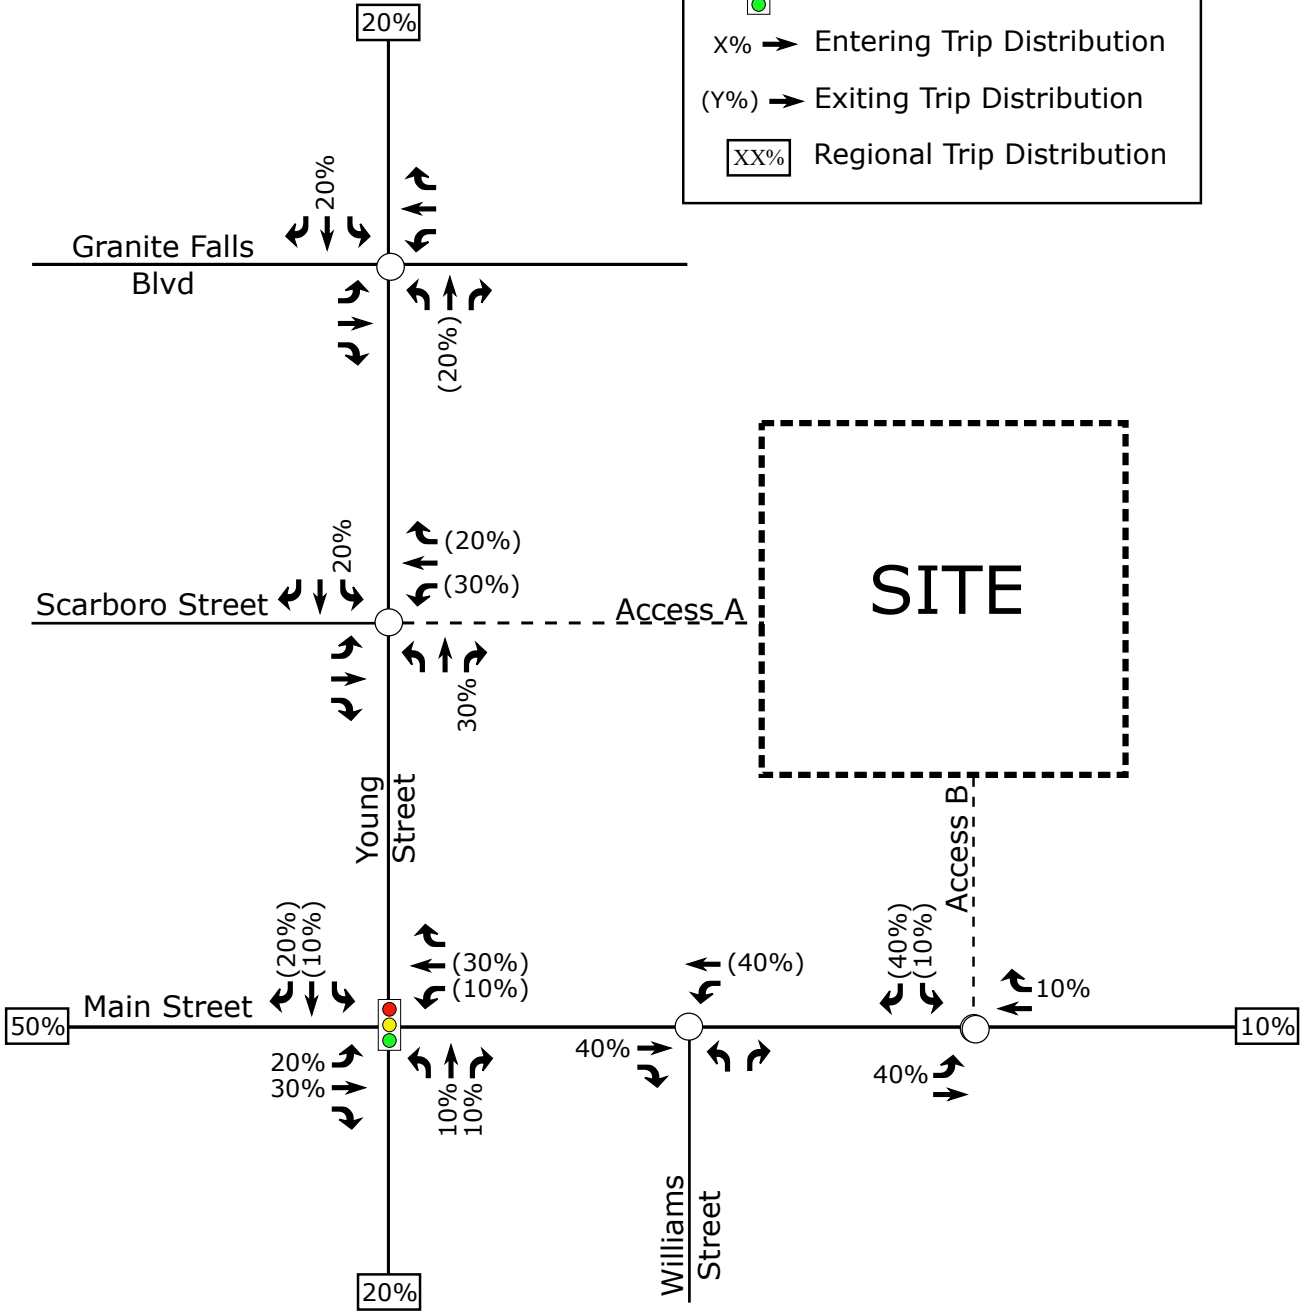 20%
X% Entering Trip Distribution
(Y%) Exiting Trip Distribution
XX% Regional Trip Distribution
20%
Granite Falls
Blvd
(20%)
20%
(20%)
(30%)
Scarboro Street
Access A
SITE
30%
Young
Street
Access B
(20%)
(10%)
(30%)
(10%)
(40%)
(40%)
(10%)
10%
Main Street
50%
10%
20%
30%
10%
10%
40%
40%
Williams
Street
20%